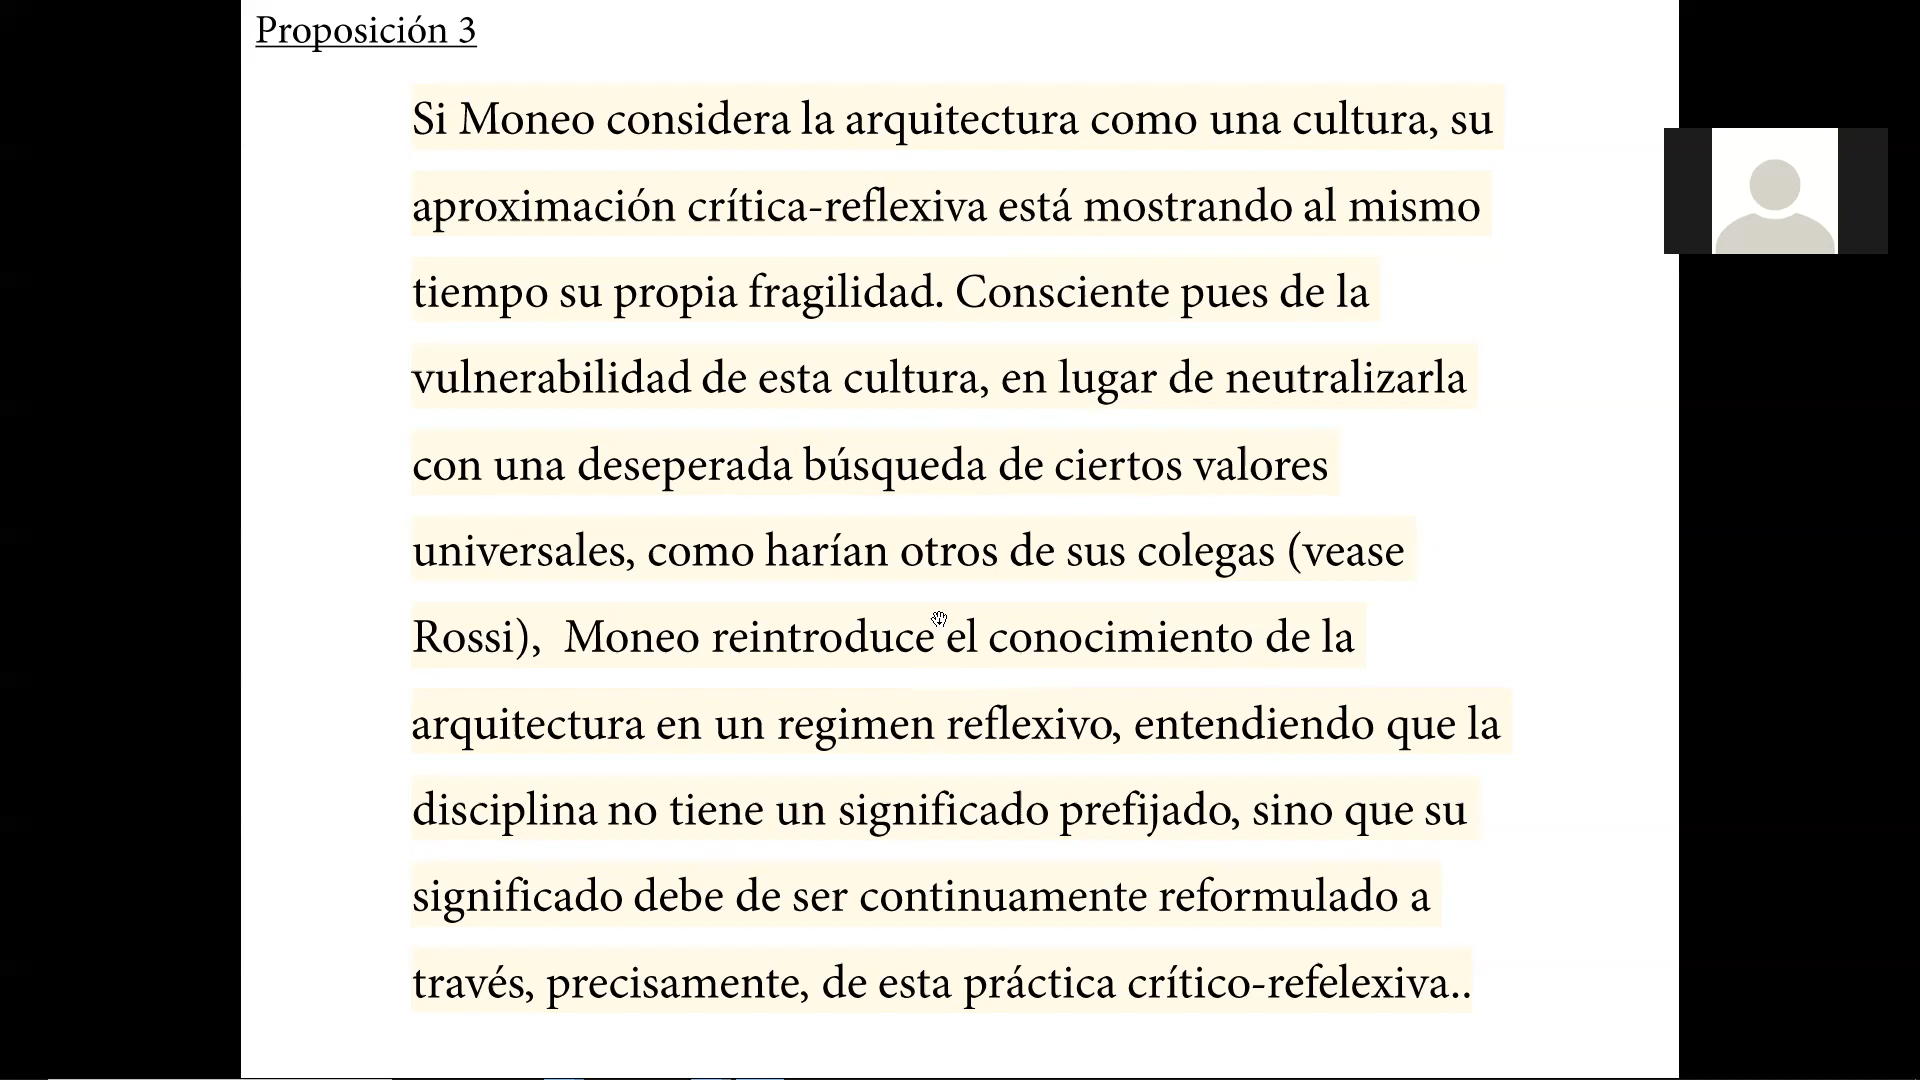 Proposición 3
Si Moneo considera la arquitectura como una cultura, su
aproximación crítica-reflexiva está mostrando al mismo
tiempo su propia fragilidad. Consciente pues de la
vulnerabilidad de esta cultura, en lugar de neutralizarla
con una deseperada búsqueda de ciertos valores
universales, como harían otros de sus colegas (vease
Rossi),  Moneo reintroduce el conocimiento de la
arquitectura en un regimen reflexivo, entendiendo que la
disciplina no tiene un significado prefijado, sino que su
significado debe de ser continuamente reformulado a
través, precisamente, de esta práctica crítico-refelexiva..